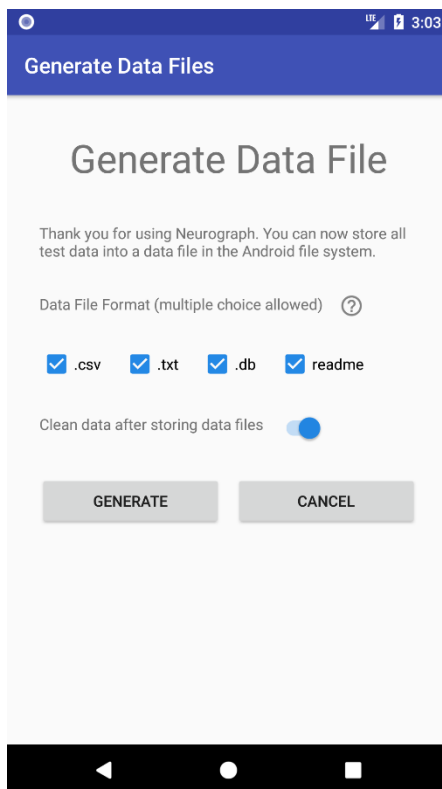 LTE 3:03
Generate Data Files
Generate Data File
Thank you for using Neurograph. You can now store all
test data into a data file in the Android file system.
Data File Format (multiple choice allowed) ?
.csv .txt .db readme
Clean data after storing data files
GENERATE CANCEL